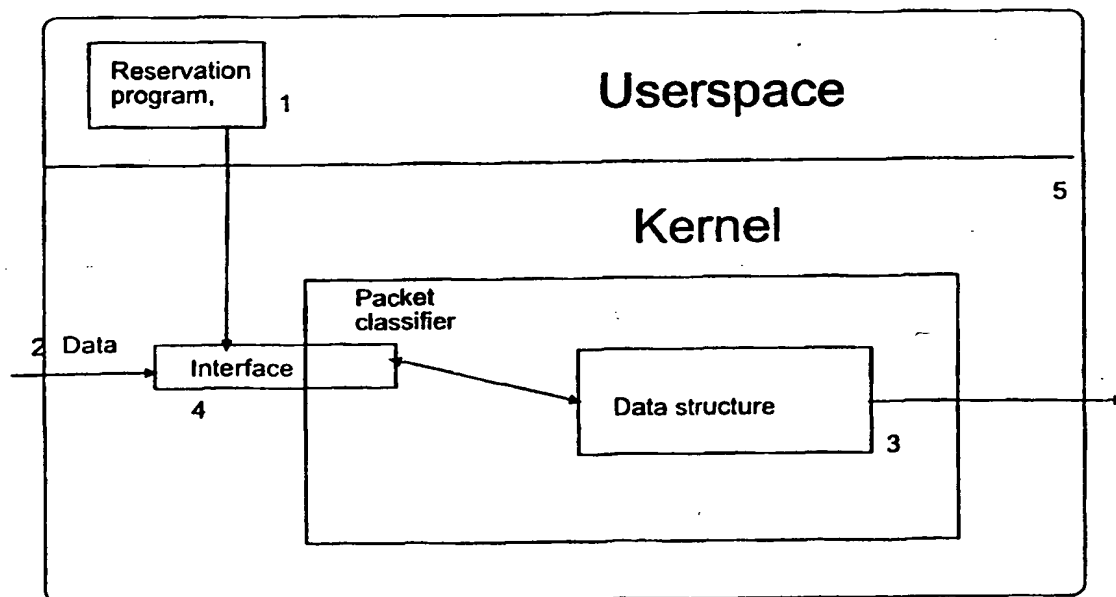 Reservation
program,
1
Userspace
5
Kernel
Packet
classifier
2 Data
Interface
4
Data structure
3